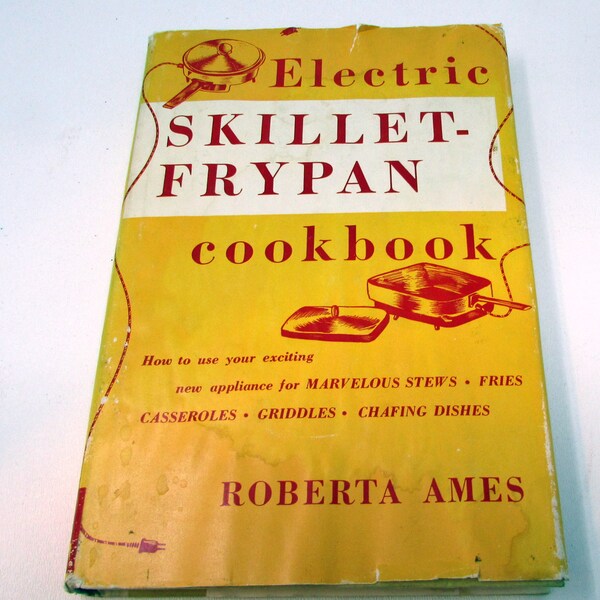 Electric
SKILLET-
FRYPAN
cookbook
How to use your exciting
new appliance for MARVELOUS STEWS • FRIES
CASSEROLES • GRIDDLES • CHAFING DISHES
ROBERTA AMES